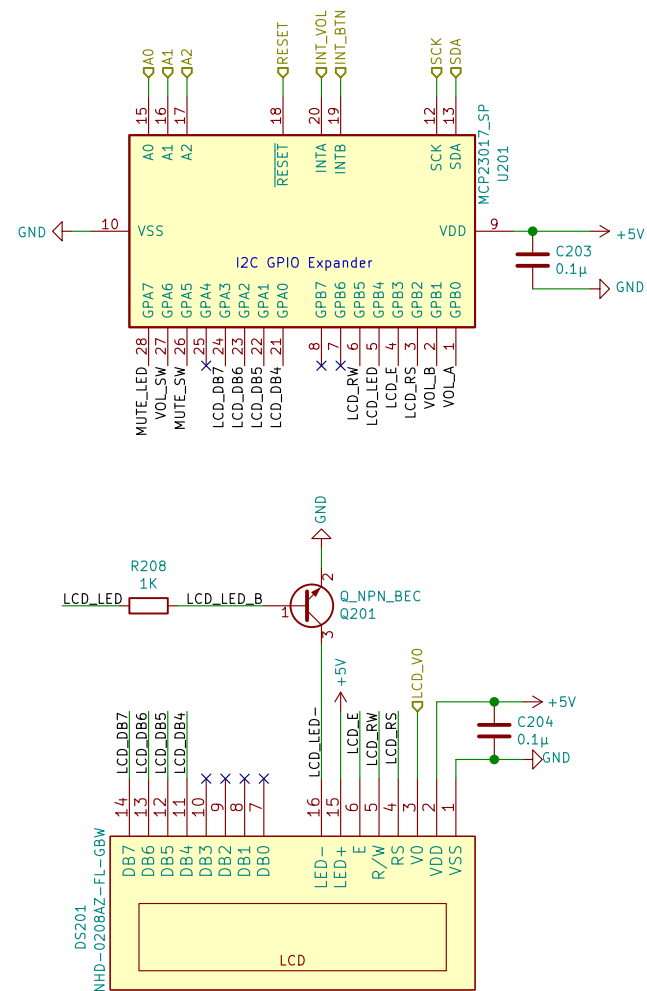 A0
A1
A2
RESET
INT_VOL
INT_BTN
SCK
SDA
15
16
17
18
20
19
12
13
A0
A1
A2
RESET
INTA
INTB
SCK
SDA
MCP23017_SP
U201
GND
10
VSS
VDD
9
+5V
C203
0.1µ
GND
I2C GPIO Expander
GPA7
GPA6
GPA5
GPA4
GPA3
GPA2
GPA1
GPA0
GPB7
GPB6
GPB5
GPB4
GPB3
GPB2
GPB1
GPB0
28
27
26
25
24
23
22
21
8
7
6
5
4
3
2
1
MUTE_LED
VOL_SW
MUTE_SW
LCD_DB7
LCD_DB6
LCD_DB5
LCD_DB4
LCD_RW
LCD_LED
LCD_E
LCD_RS
VOL_B
VOL_A
GND
R208
1K
LCD_LED
LCD_LED_B
1
2
3
Q_NPN_BEC
Q201
LCD_DB7
LCD_DB6
LCD_DB5
LCD_DB4
LCD_LED-
+5V
LCD_E
LCD_RW
LCD_RS
LCD_V0
+5V
C204
0.1µ
GND
14
13
12
11
10
9
8
7
16
15
6
5
4
3
2
1
DB7
DB6
DB5
DB4
DB3
DB2
DB1
DB0
LED-
LED+
E
R/W
RS
V0
VDD
VSS
DS201
NHD-0208AZ-FL-GBW
LCD